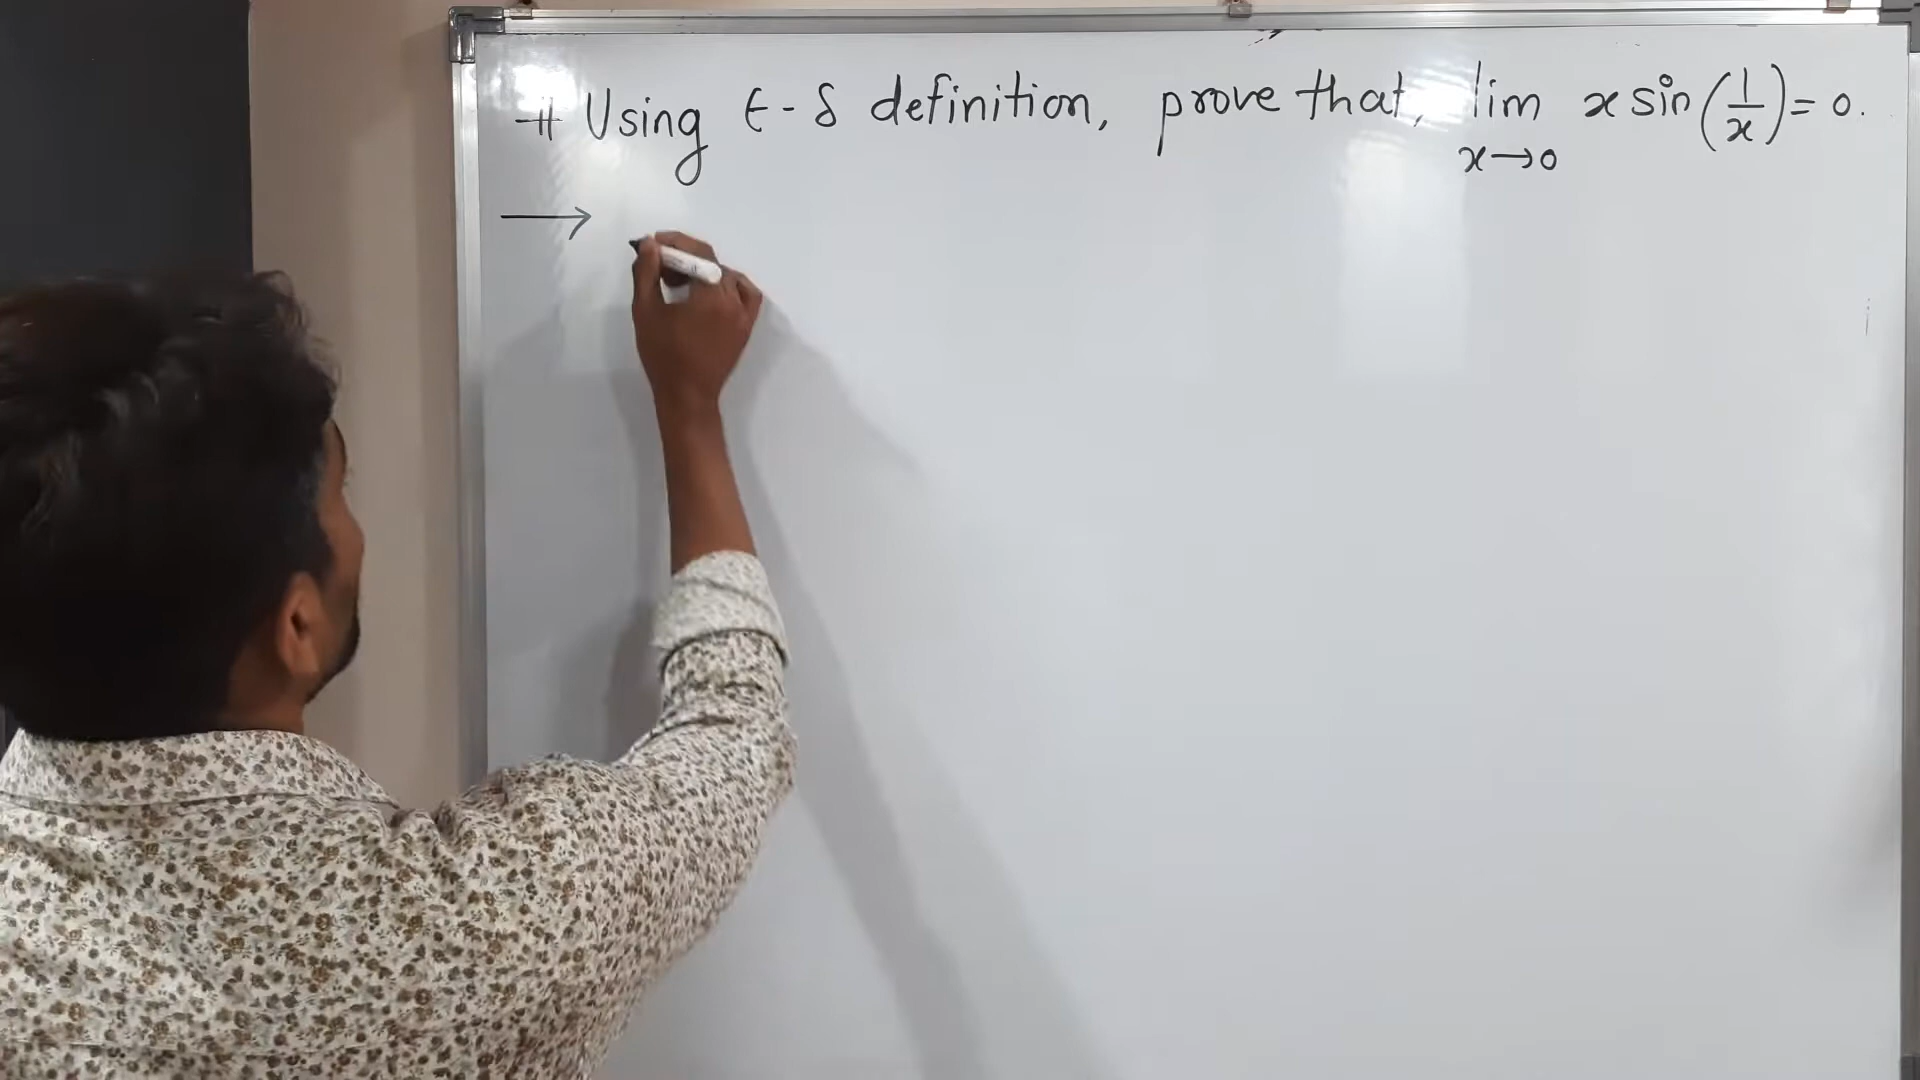 # Using ϵ-δ definition, prove that, lim x→0 x sin(1/x) = 0.
→